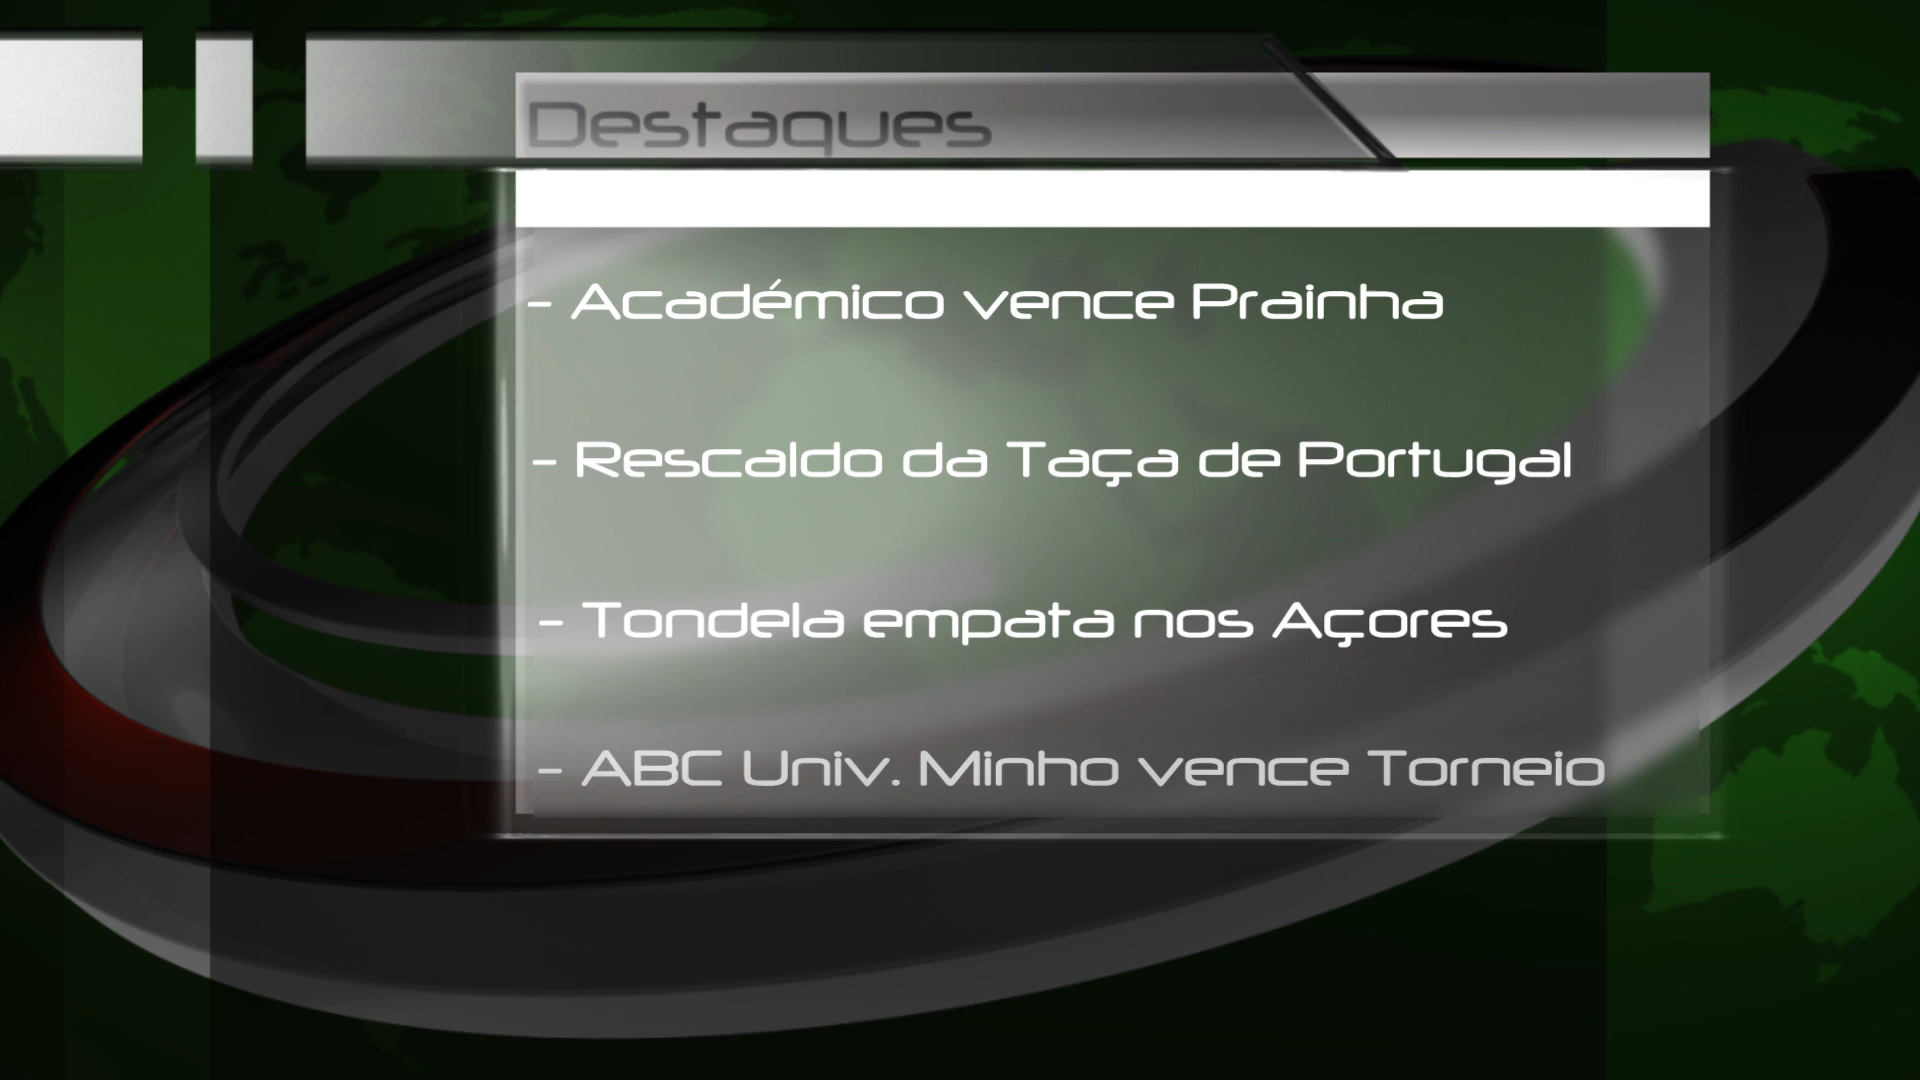 Destaques
- Académico vence Prainha
- Rescaldo da Taça de Portugal
- Tondela empata nos Açores
- ABC Univ. Minho vence Torneio